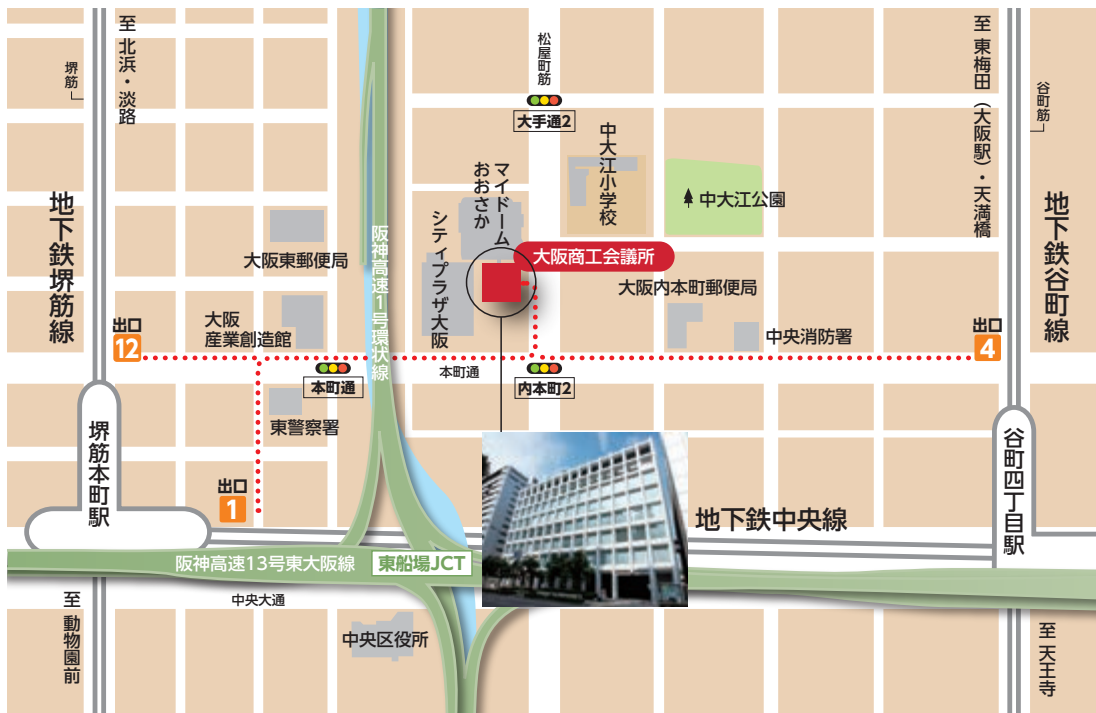 至 北浜・淡路
堺筋
松屋町筋
大手通2
至 東梅田（大阪駅）・天満橋
谷町筋
中大江小学校
中大江公園
マイドーム
おおさか
シティプラザ大阪
大阪商工会議所
地下鉄堺筋線
大阪東郵便局
阪神高速1号環状線
大阪内本町郵便局
地下鉄谷町線
出口
12
大阪
産業創造館
中央消防署
出口
4
本町通
本町通
内本町2
東警察署
堺筋本町駅
出口
1
谷町四丁目駅
地下鉄中央線
阪神高速13号東大阪線
東船場JCT
中央大通
至 動物園前
中央区役所
至 天王寺